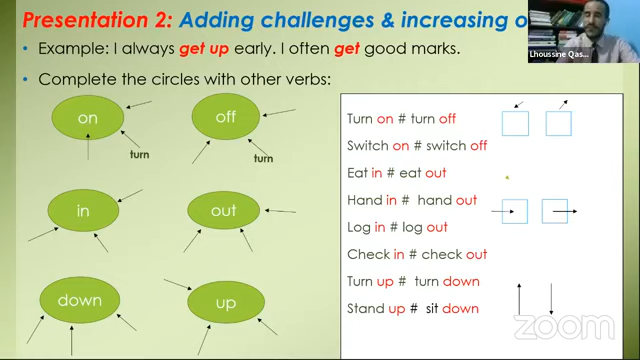 Presentation 2: Adding challenges & increasing o
Lhoussine Qas...
Example: I always get up early. I often get good marks.
Complete the circles with other verbs:
on
off
turn
turn
in
out
down
up
Turn on # turn off
Switch on # switch off
Eat in # eat out
Hand in # hand out
Log in # log out
Check in # check out
Turn up # turn down
Stand up # sit down
zoom